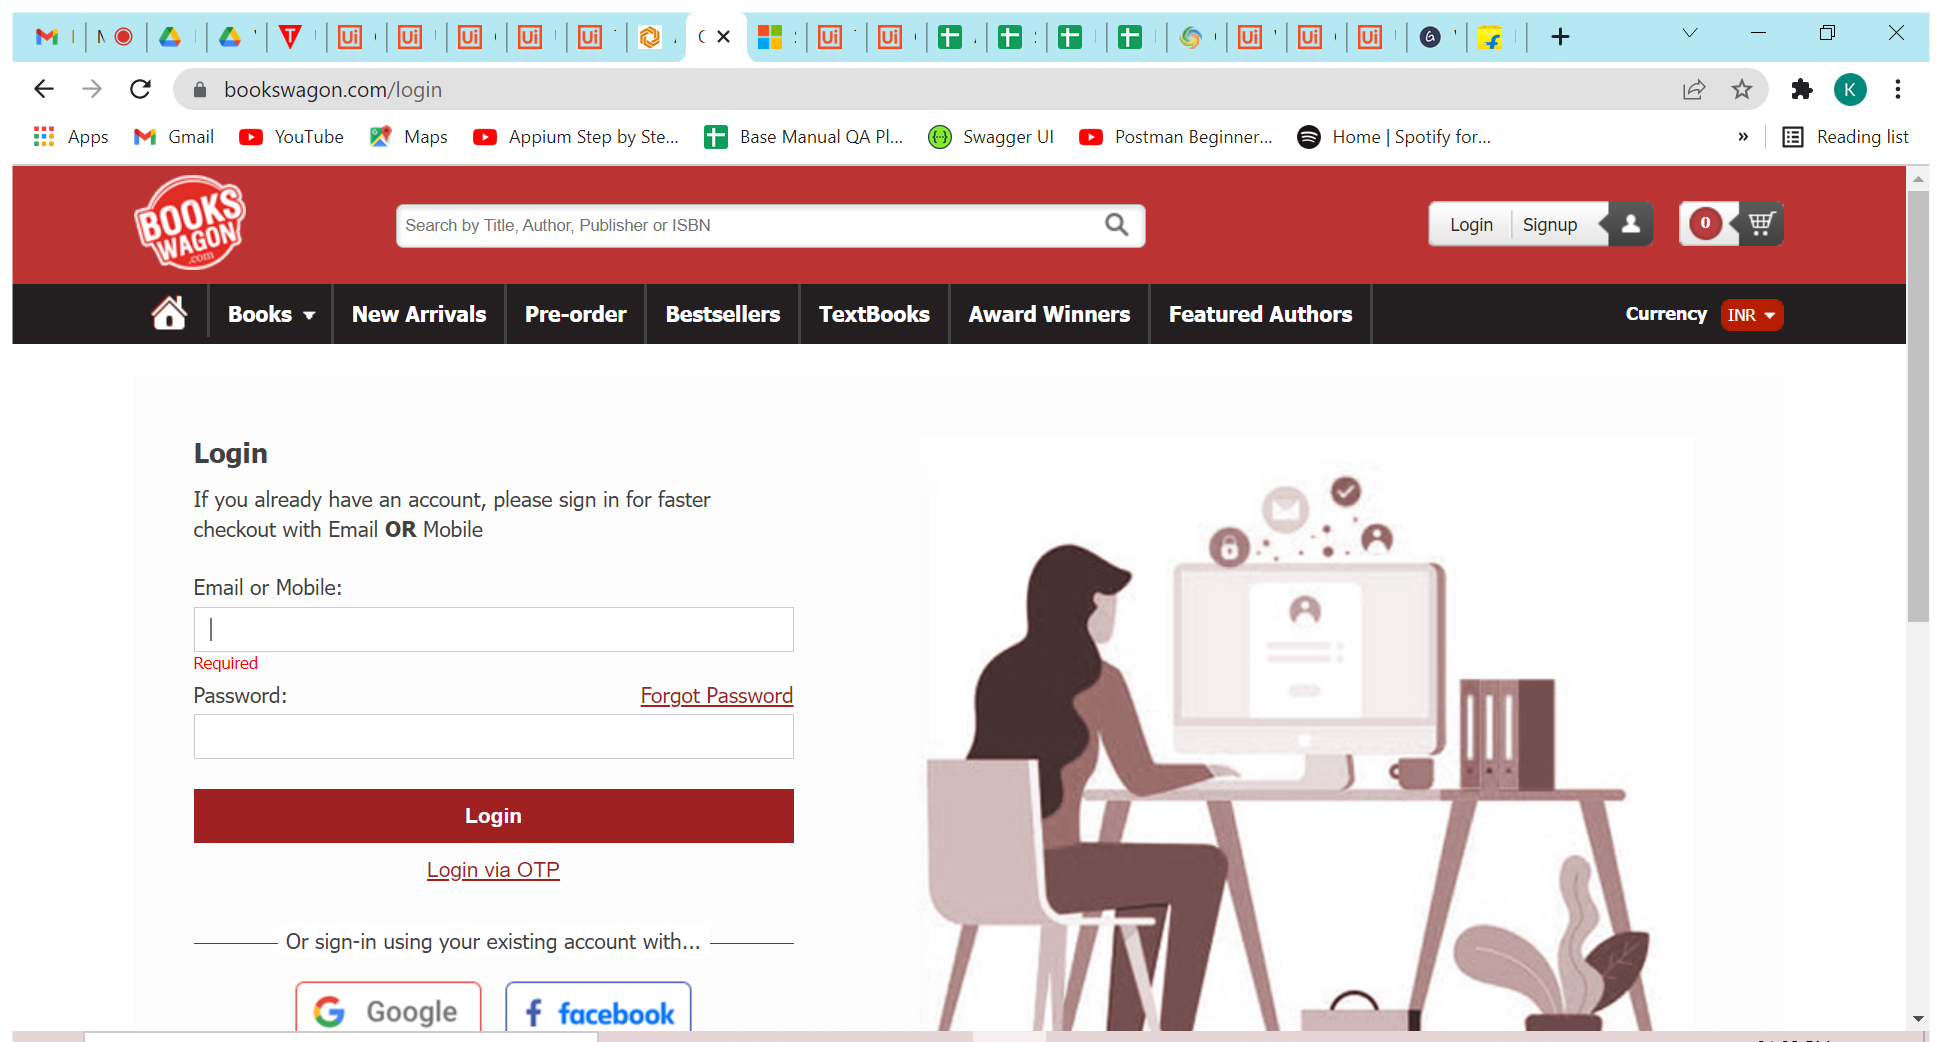 bookswagon.com/login
K
Apps
Gmail
YouTube
Maps
Appium Step by Ste...
Base Manual QA Pl...
Swagger UI
Postman Beginner...
Home | Spotify for...
»
Reading list
BOOKS
WAGON
.com
Search by Title, Author, Publisher or ISBN
Login
Signup
0
Books
New Arrivals
Pre-order
Bestsellers
TextBooks
Award Winners
Featured Authors
Currency
INR
Login
If you already have an account, please sign in for faster
checkout with Email OR Mobile
Email or Mobile:
Required
Password:
Forgot Password
Login
Login via OTP
Or sign-in using your existing account with...
Google
facebook